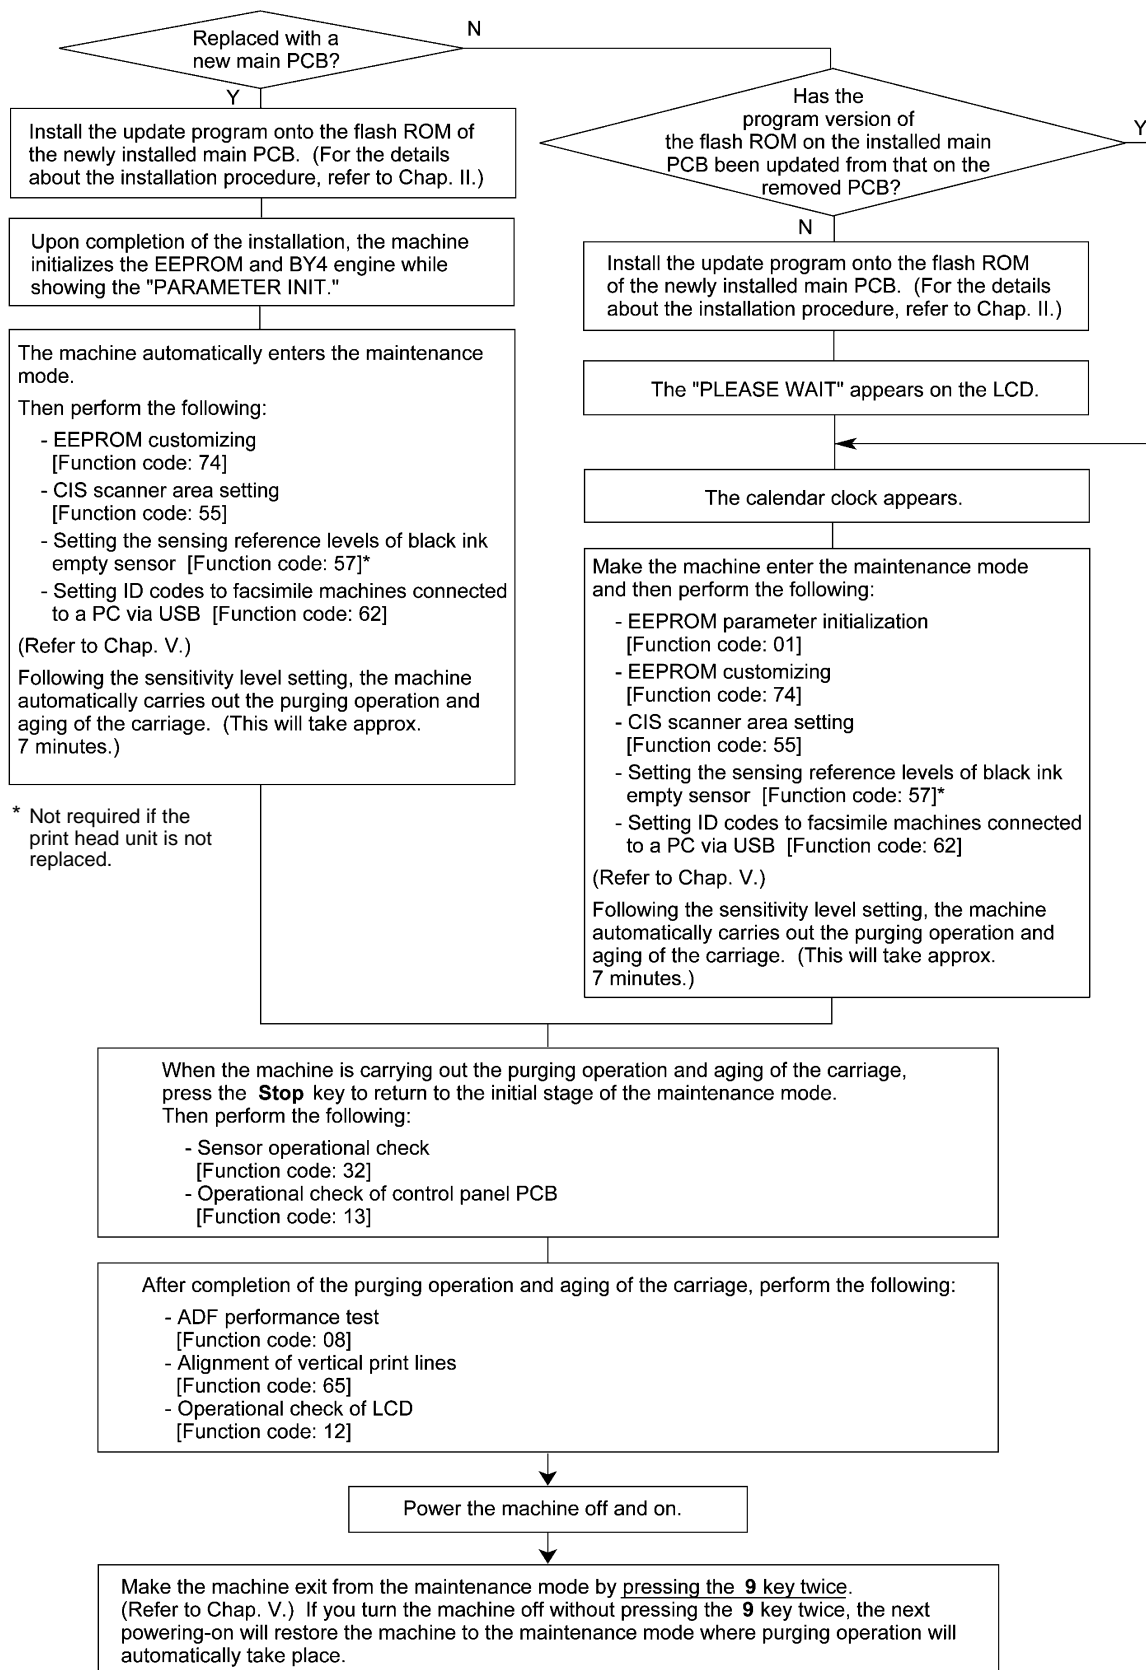 Replaced with a
new main PCB?
N
Y
Install the update program onto the flash ROM of
the newly installed main PCB. (For the details
about the installation procedure, refer to Chap. II.)
Upon completion of the installation, the machine
initializes the EEPROM and BY4 engine while
showing the "PARAMETER INIT."
The machine automatically enters the maintenance
mode.
Then perform the following:
- EEPROM customizing
[Function code: 74]
- CIS scanner area setting
[Function code: 55]
- Setting the sensing reference levels of black ink
empty sensor [Function code: 57]*
- Setting ID codes to facsimile machines connected
to a PC via USB [Function code: 62]
(Refer to Chap. V.)
Following the sensitivity level setting, the machine
automatically carries out the purging operation and
aging of the carriage. (This will take approx.
7 minutes.)
* Not required if the
print head unit is not
replaced.
Has the
program version of
the flash ROM on the installed main
PCB been updated from that on the
removed PCB?
Y
N
Install the update program onto the flash ROM
of the newly installed main PCB. (For the details
about the installation procedure, refer to Chap. II.)
The "PLEASE WAIT" appears on the LCD.
The calendar clock appears.
Make the machine enter the maintenance mode
and then perform the following:
- EEPROM parameter initialization
[Function code: 01]
- EEPROM customizing
[Function code: 74]
- CIS scanner area setting
[Function code: 55]
- Setting the sensing reference levels of black ink
empty sensor [Function code: 57]*
- Setting ID codes to facsimile machines connected
to a PC via USB [Function code: 62]
(Refer to Chap. V.)
Following the sensitivity level setting, the machine
automatically carries out the purging operation and
aging of the carriage. (This will take approx.
7 minutes.)
When the machine is carrying out the purging operation and aging of the carriage,
press the Stop key to return to the initial stage of the maintenance mode.
Then perform the following:
- Sensor operational check
[Function code: 32]
- Operational check of control panel PCB
[Function code: 13]
After completion of the purging operation and aging of the carriage, perform the following:
- ADF performance test
[Function code: 08]
- Alignment of vertical print lines
[Function code: 65]
- Operational check of LCD
[Function code: 12]
Power the machine off and on.
Make the machine exit from the maintenance mode by pressing the 9 key twice.
(Refer to Chap. V.) If you turn the machine off without pressing the 9 key twice, the next
powering-on will restore the machine to the maintenance mode where purging operation will
automatically take place.